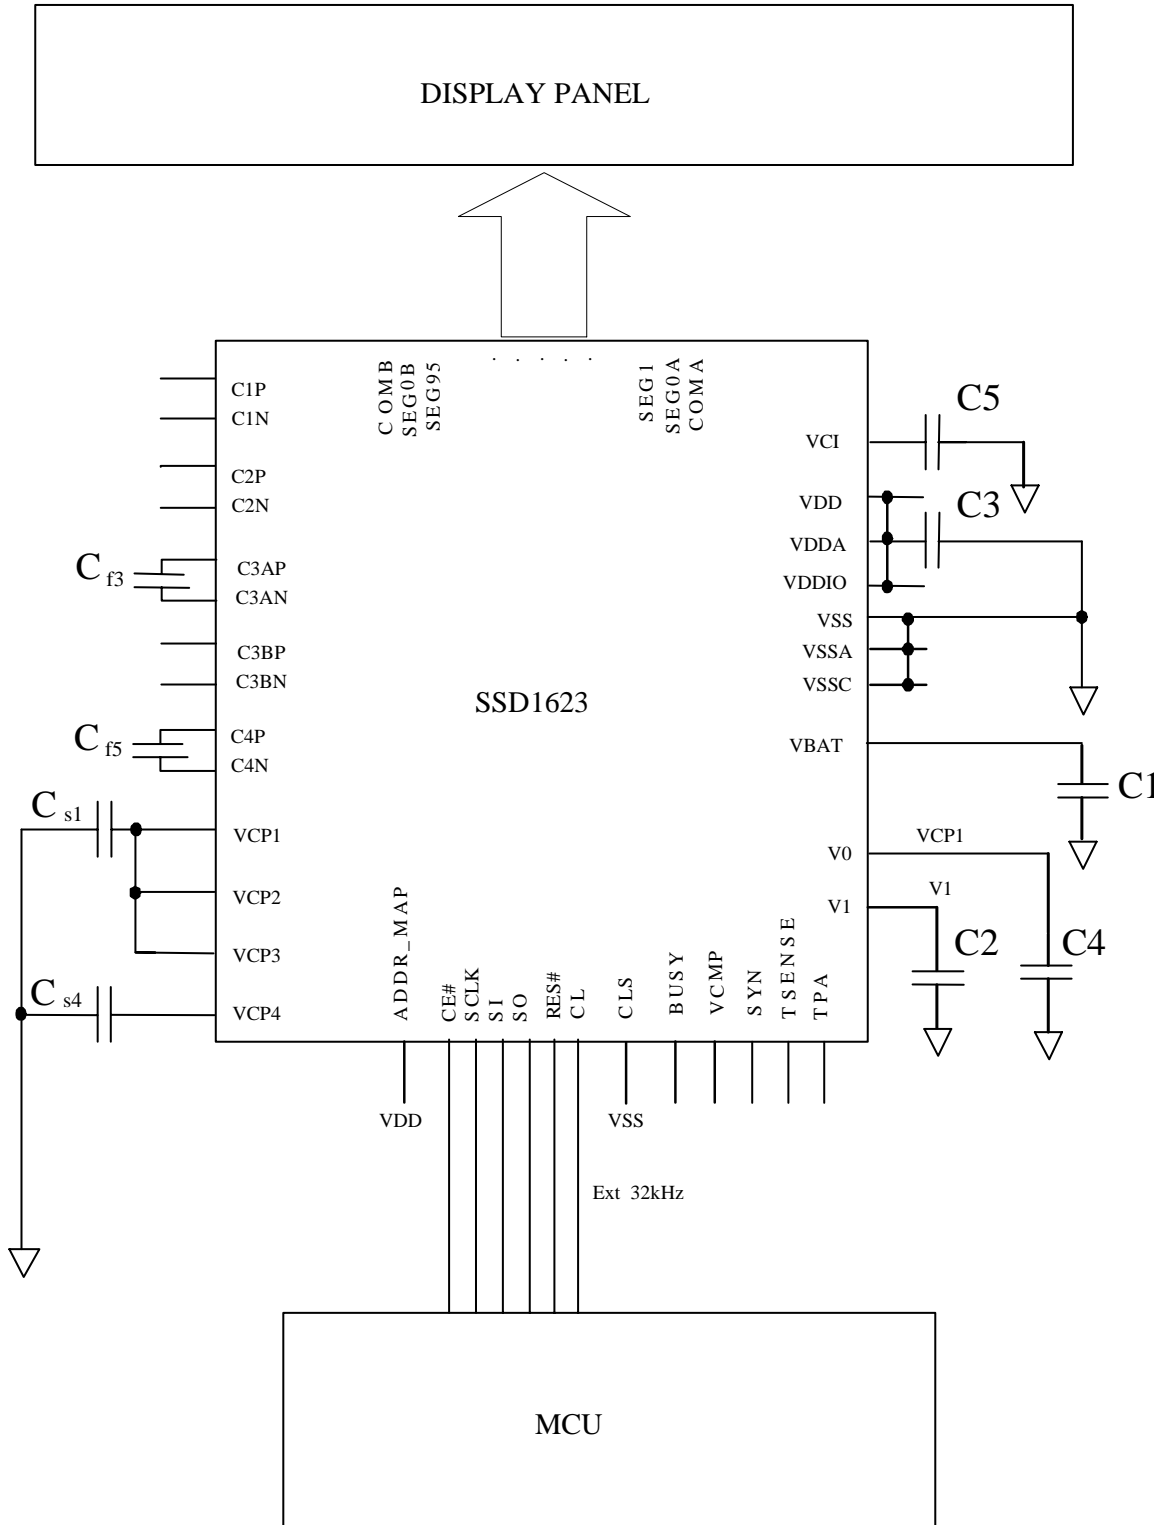 DISPLAY PANEL
COMB
SEG0B
SEG95
. . . . .
SEG1
SEG0A
COMA
C1P
C1N
C2P
C2N
C f3
C3AP
C3AN
C3BP
C3BN
C f5
C4P
C4N
C s1
VCP1
VCP2
VCP3
C s4
VCP4
SSD1623
VCI
C5
VDD
C3
VDDA
VDDIO
VSS
VSSA
VSSC
VBAT
C1
VCP1
V0
V1
V1
C2
C4
ADDR_MAP
CE#
SCLK
SI
SO
RES#
CL
CLS
BUSY
VCMP
SYN
TSENSE
TPA
VDD
VSS
Ext 32kHz
MCU